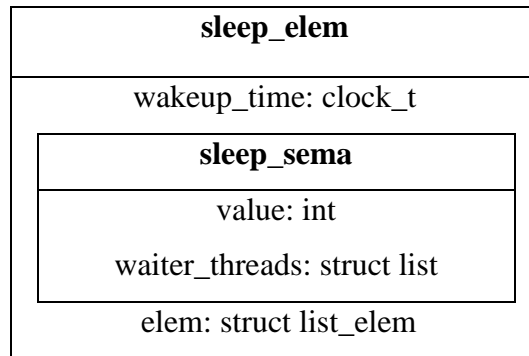 sleep_elem
wakeup_time: clock_t
sleep_sema
value: int
waiter_threads: struct list
elem: struct list_elem